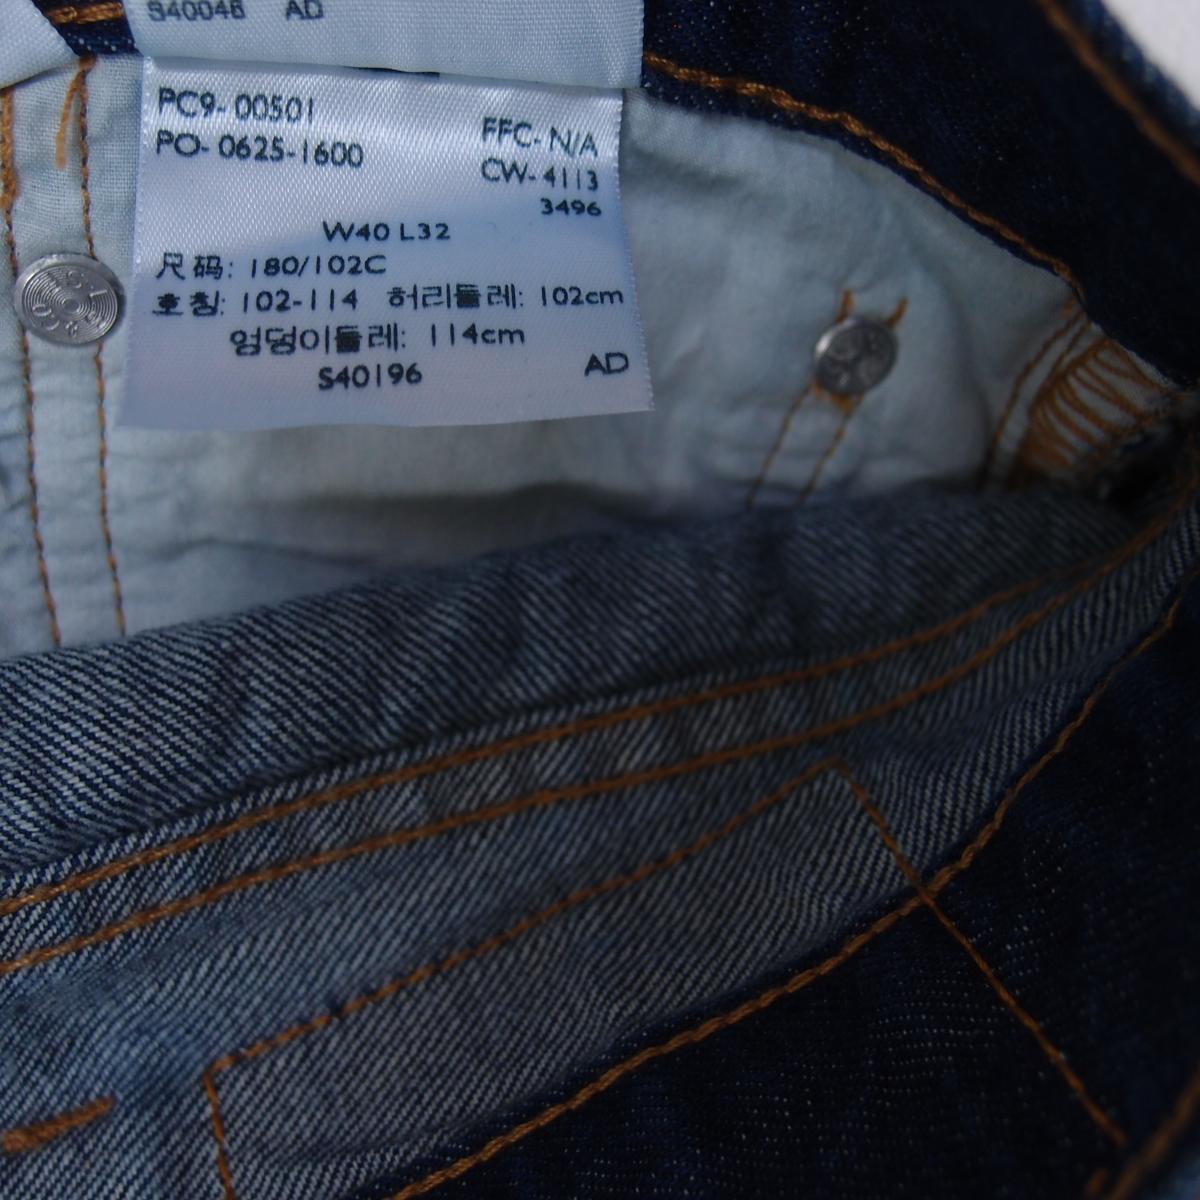 S40046 AD
PC9-00501
PO-0625-1600
FFC-N/A
CW-4113
3496
W40 L32
尺码: 180/102C
호칭: 102-114 허리둘레: 102cm
엉덩이둘레: 114cm
S40196 AD